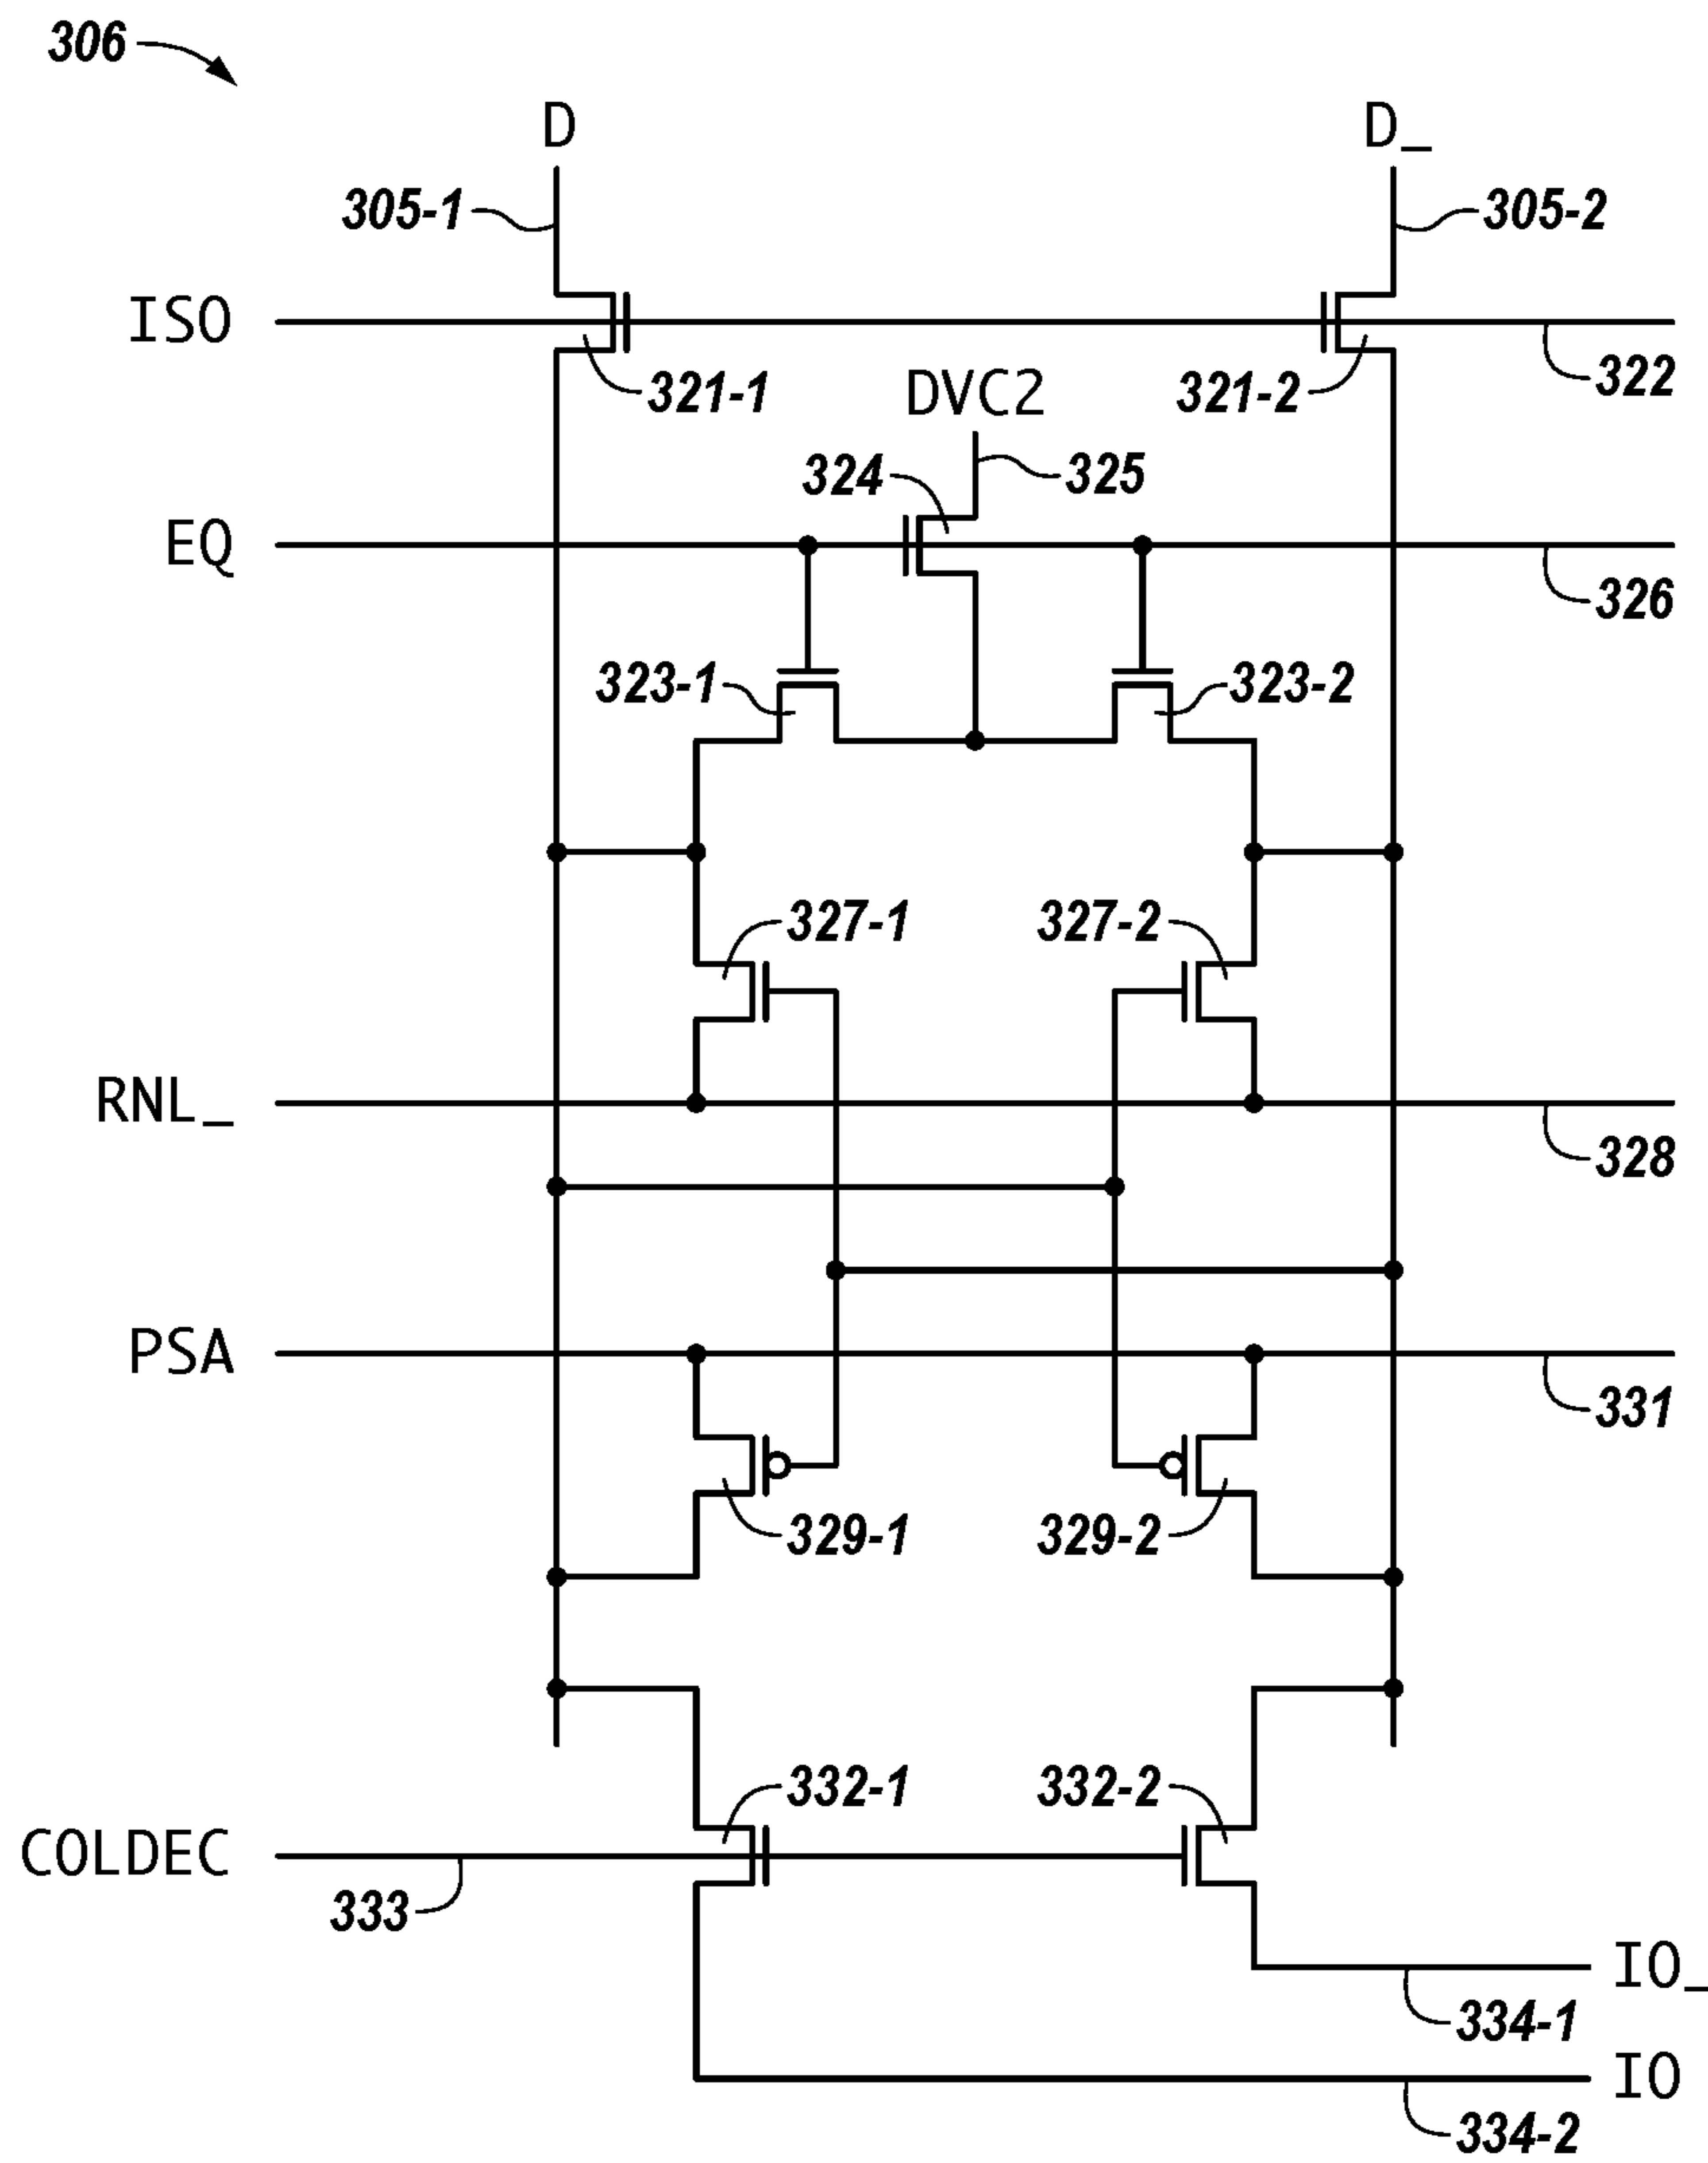 306
D
D_
305-1
305-2
ISO
322
321-1
DVC2
321-2
324
325
EQ
326
323-1
323-2
327-1
327-2
RNL_
328
PSA
331
329-1
329-2
332-1
332-2
COLDEC
333
IO_
334-1
IO
334-2